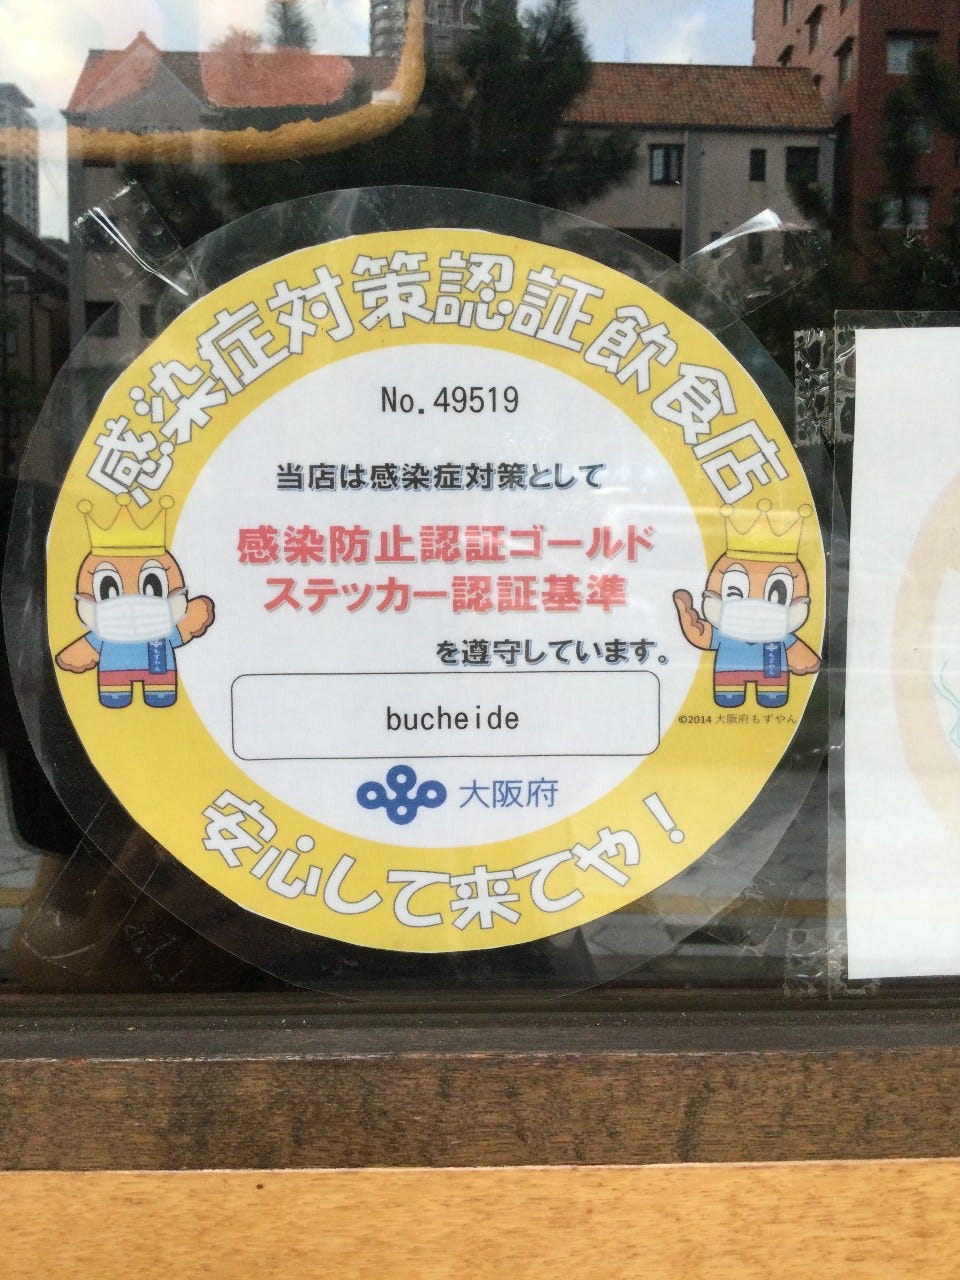 感染症対策認証飲食店
No.49519
当店は感染症対策として
感染防止認証ゴールド
ステッカー認証基準
を遵守しています。
bucheide
©2014 大阪府もずやん
大阪府
安心して来てや！